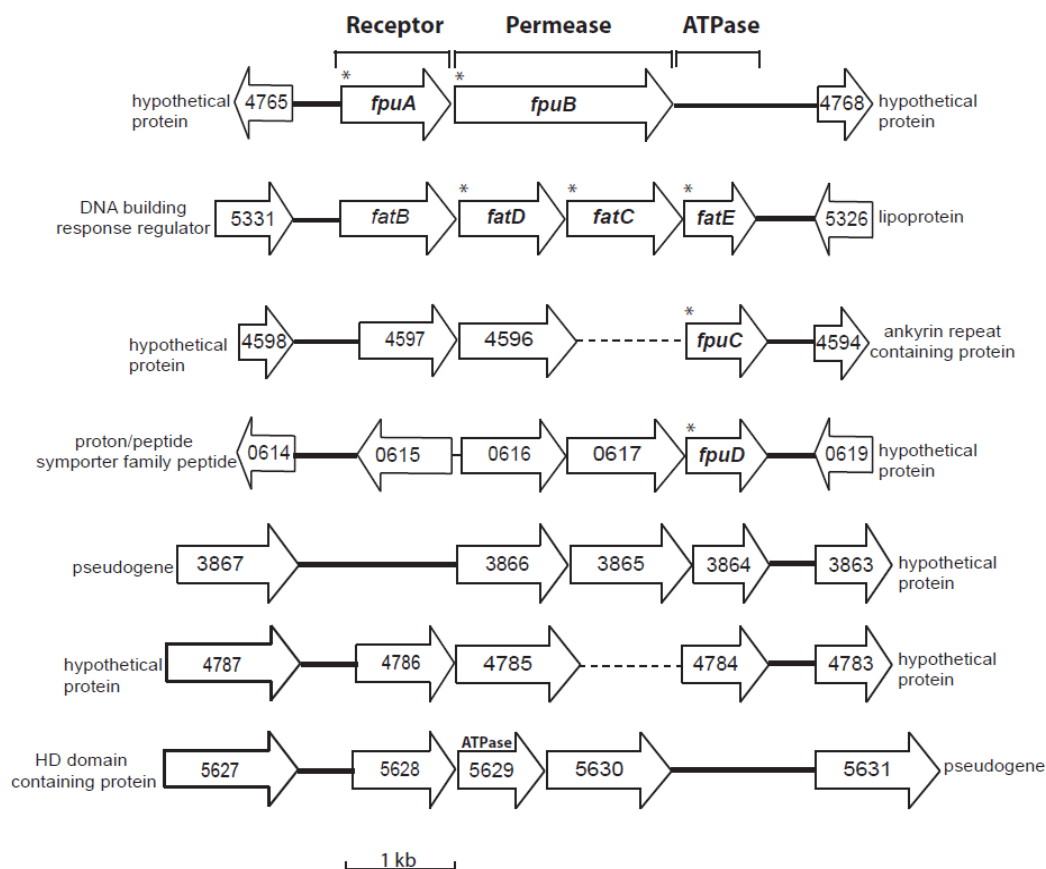 Receptor Permease ATPase
* *
hypothetical
protein
4765 fpuA fpuB 4768
hypothetical
protein
* * *
DNA building
response regulator
5331 fatB fatD fatC fatE 5326 lipoprotein
*
hypothetical
protein
4598 4597 4596 fpuC 4594
ankyrin repeat
containing protein
*
proton/peptide
symporter family peptide
0614 0615 0616 0617 fpuD 0619
hypothetical
protein
pseudogene 3867 3866 3865 3864 3863
hypothetical
protein
hypothetical
protein
4787 4786 4785 4784 4783
hypothetical
protein
HD domain
containing protein
ATPase
5627 5628 5629 5630 5631 pseudogene
1 kb